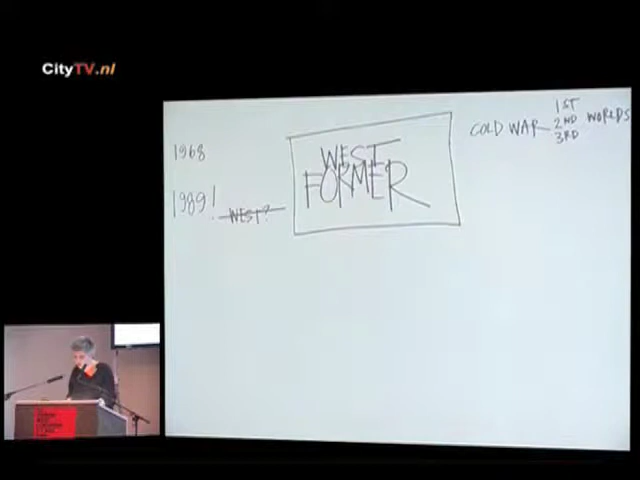 CityTV.nl
1968
1989!
WEST?
WEST
FORMER
COLD WAR
1ST
2ND WORLDS
3RD